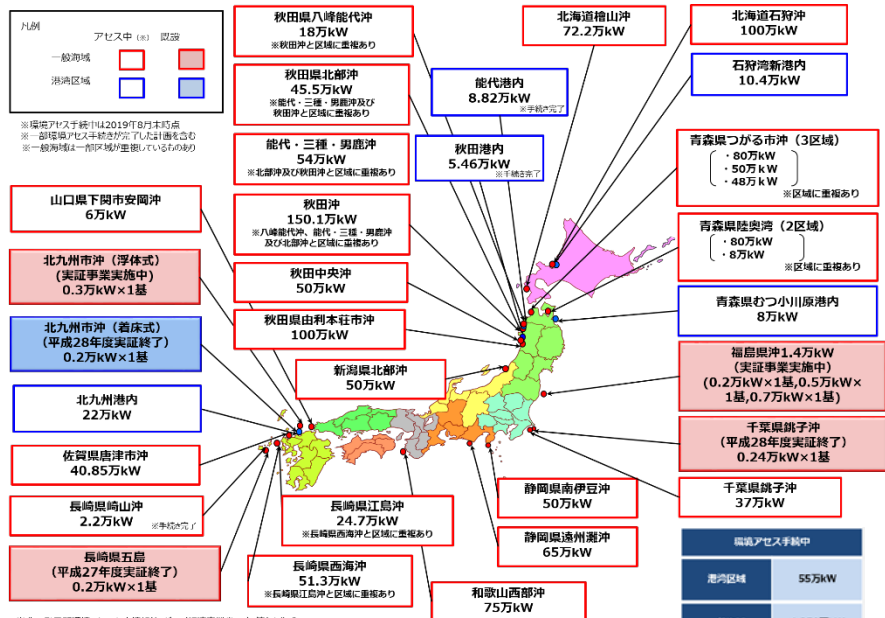 凡例
アセス中（※） 既設
一般海域
港湾区域
※環境アセス手続中は2019年8月末時点
※一部環境アセス手続きが完了した計画を含む
※一般海域は一部区域が重複しているものあり
秋田県八峰能代沖
18万kW
※秋田沖と区域に重複あり
秋田県北部沖
45.5万kW
※能代・三種・男鹿沖及び
秋田沖と区域に重複あり
能代・三種・男鹿沖
54万kW
※北部沖及び秋田沖と区域に重複あり
秋田沖
150.1万kW
※八峰能代沖、能代・三種・男鹿沖
及び北部沖と区域に重複あり
秋田中央沖
50万kW
秋田県由利本荘市沖
100万kW
新潟県北部沖
50万kW
北海道檜山沖
72.2万kW
能代港内
8.82万kW
※手続き完了
秋田港内
5.46万kW
※手続き完了
北海道石狩沖
100万kW
石狩湾新港内
10.4万kW
青森県つがる市沖（3区域）
・80万kW
・50万kW
・48万kW
※区域に重複あり
青森県陸奥湾（2区域）
・80万kW
・8万kW
※区域に重複あり
青森県むつ小川原港内
8万kW
福島県沖1.4万kW
(実証事業実施中)
(0.2万kW×1基,0.5万kW×
1基,0.7万kW×1基)
千葉県銚子沖
(平成28年度実証終了)
0.24万kW×1基
千葉県銚子沖
37万kW
山口県下関市安岡沖
6万kW
北九州市沖（浮体式）
(実証事業実施中)
0.3万kW×1基
北九州市沖（着床式）
(平成28年度実証終了)
0.2万kW×1基
北九州港内
22万kW
佐賀県唐津市沖
40.85万kW
長崎県崎山沖
2.2万kW
※手続き完了
長崎県五島
(平成27年度実証終了)
0.2万kW×1基
長崎県江島沖
24.7万kW
※長崎県西海沖と区域に重複あり
長崎県西海沖
51.3万kW
※長崎県江島沖と区域に重複あり
和歌山西部沖
75万kW
静岡県南伊豆沖
50万kW
静岡県遠州灘沖
65万kW
環境アセス手続中
港湾区域 55万kW